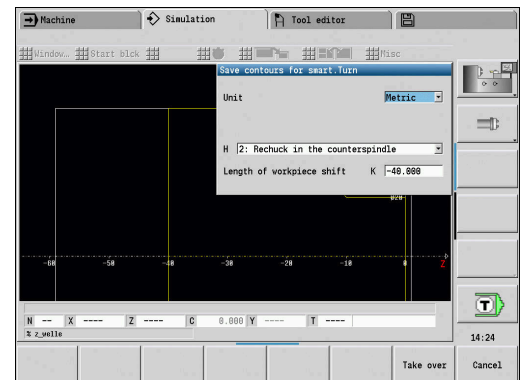 Machine
Simulation
Tool editor
Window…
Start blck
Misc
Save contours for smart.Turn
Unit
Metric
H 2: Rechuck in the counterspindle
Length of workpiece shift K -40.000
ø20
-60 -50 -40 -30 -20 -10 0 Z
N -- X ---- Z ---- C 0.000 Y ---- T ----
% z_welle
T
14:24
Take over
Cancel